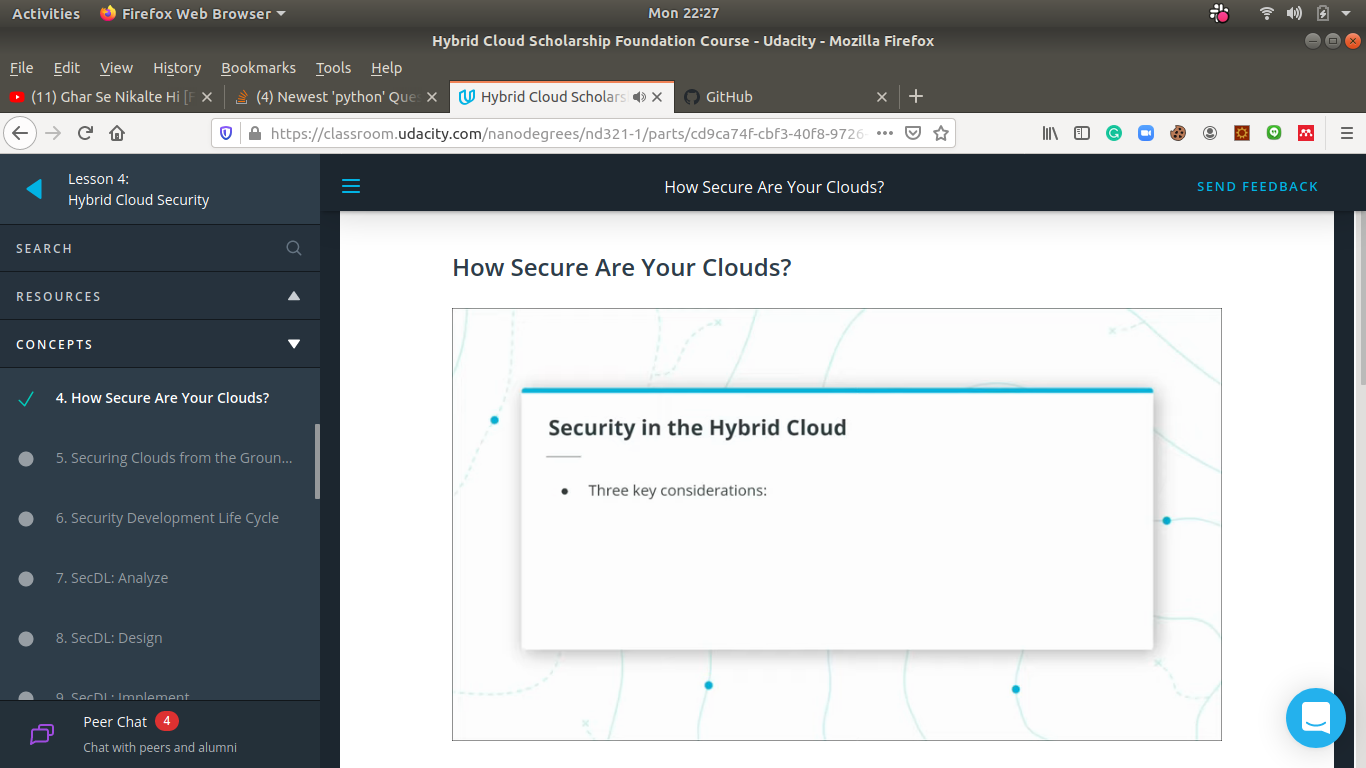 Activities Firefox Web Browser Mon 22:27
Hybrid Cloud Scholarship Foundation Course - Udacity - Mozilla Firefox
File Edit View History Bookmarks Tools Help
(11) Ghar Se Nikalte Hi [F (4) Newest 'python' Que Hybrid Cloud Scholars GitHub
https://classroom.udacity.com/nanodegrees/nd321-1/parts/cd9ca74f-cbf3-40f8-9726-
Lesson 4:
Hybrid Cloud Security
How Secure Are Your Clouds?
SEND FEEDBACK
SEARCH
RESOURCES
CONCEPTS
4. How Secure Are Your Clouds?
5. Securing Clouds from the Groun...
6. Security Development Life Cycle
7. SecDL: Analyze
8. SecDL: Design
9. SecDL: Implement
Peer Chat 4
Chat with peers and alumni
How Secure Are Your Clouds?
Security in the Hybrid Cloud
● Three key considerations: